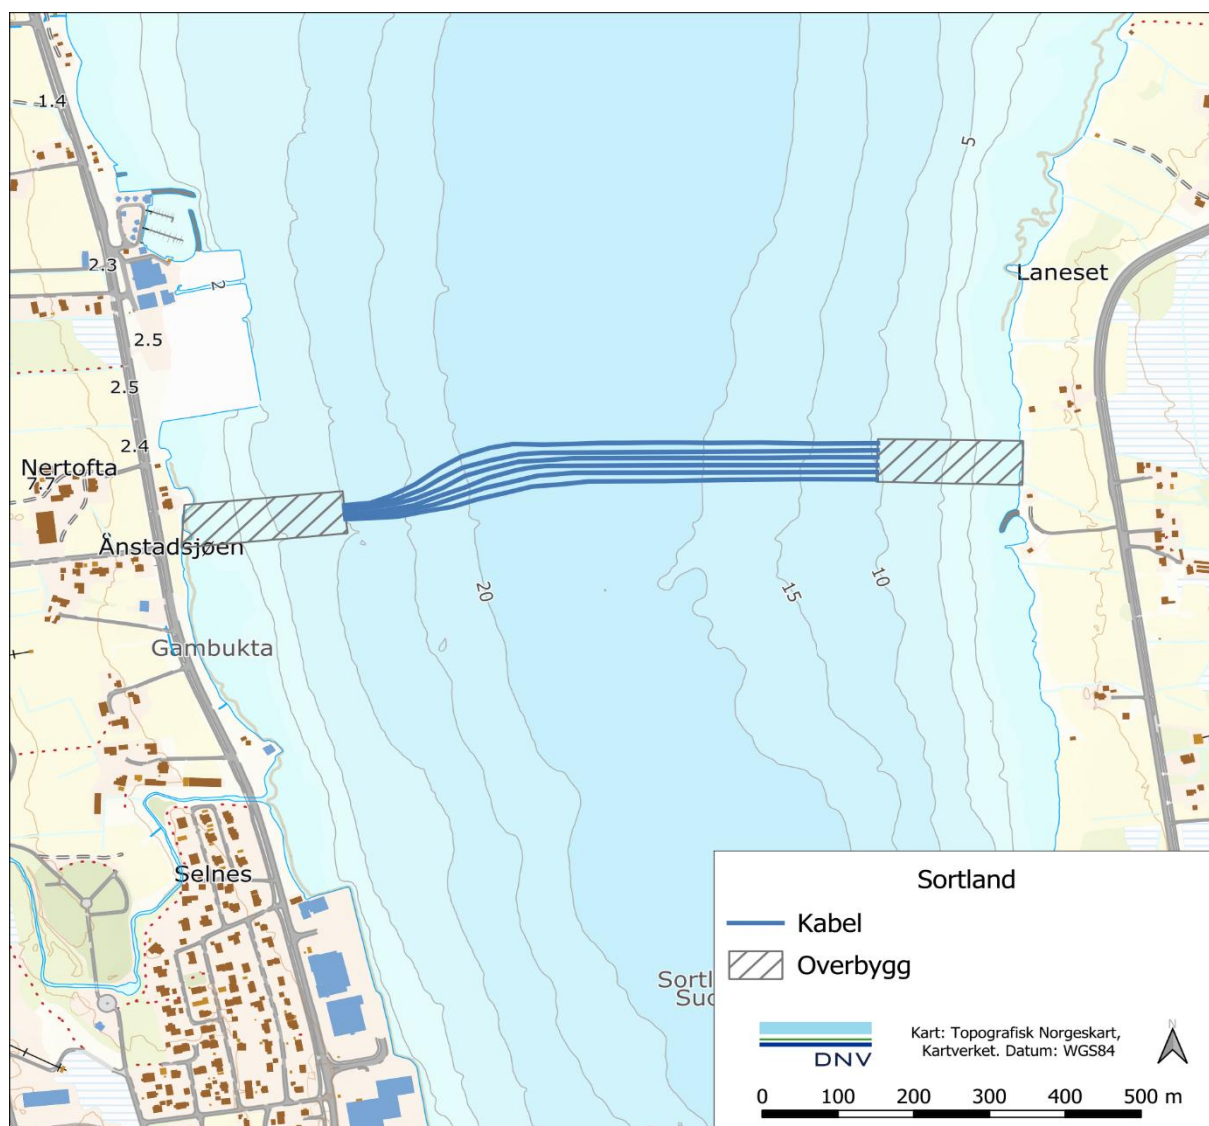 1.4
5
2.3
2
Laneset
2.5
2.5
2.4
Nertofta
7.7
Ånstadsjøen
20
15
10
Gambukta
Selnes
Sortland
Kabel
Overbygg
Sortl
Sud
DNV
Kart: Topografisk Norgeskart,
Kartverket. Datum: WGS84
N
0 100 200 300 400 500 m